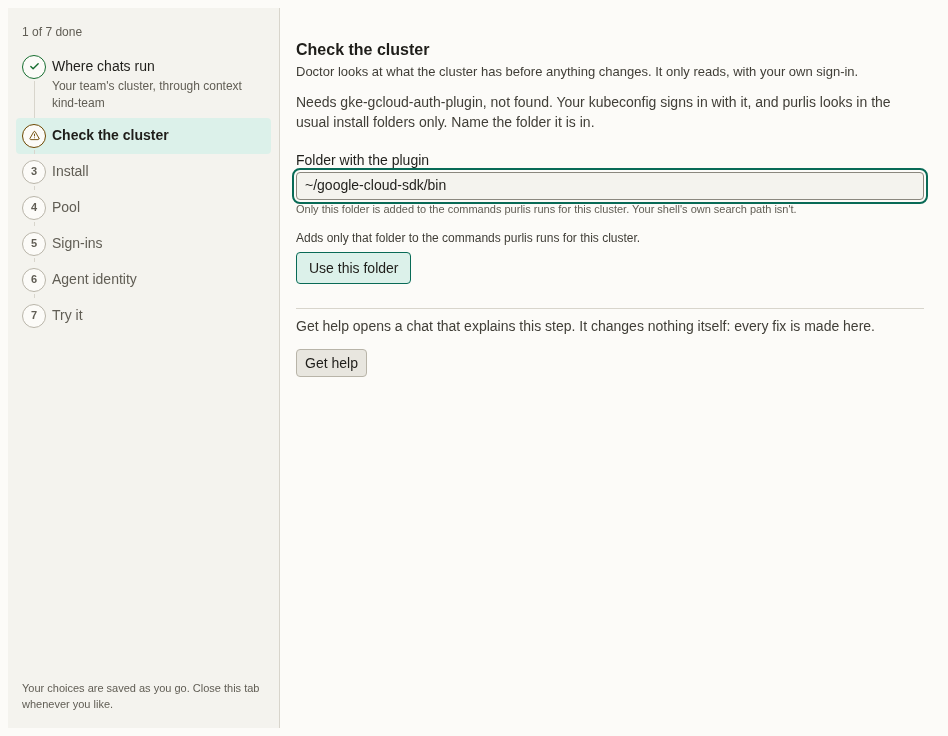 1 of 7 done
Where chats run
Your team's cluster, through context
kind-team
Check the cluster
3 Install
4 Pool
5 Sign-ins
6 Agent identity
7 Try it
Your choices are saved as you go. Close this tab
whenever you like.
Check the cluster
Doctor looks at what the cluster has before anything changes. It only reads, with your own sign-in.
Needs gke-gcloud-auth-plugin, not found. Your kubeconfig signs in with it, and purlis looks in the
usual install folders only. Name the folder it is in.
Folder with the plugin
~/google-cloud-sdk/bin
Only this folder is added to the commands purlis runs for this cluster. Your shell's own search path isn't.
Adds only that folder to the commands purlis runs for this cluster.
Use this folder
Get help opens a chat that explains this step. It changes nothing itself: every fix is made here.
Get help